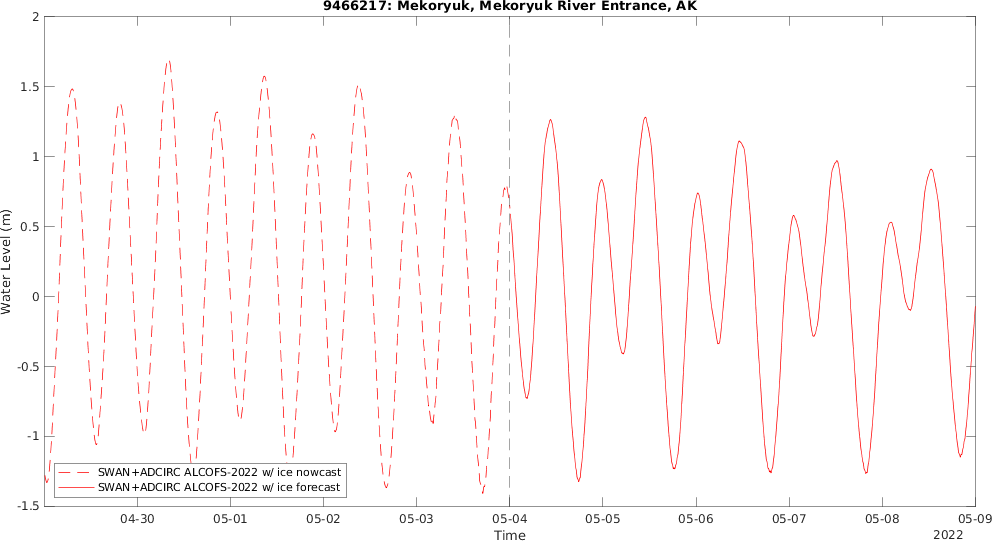 9466217: Mekoryuk, Mekoryuk River Entrance, AK
2
1.5
1
0.5
0
-0.5
-1
-1.5
Water Level (m)
SWAN+ADCIRC ALCOFS-2022 w/ ice nowcast
SWAN+ADCIRC ALCOFS-2022 w/ ice forecast
04-30 05-01 05-02 05-03 05-04 05-05 05-06 05-07 05-08 05-09
Time
2022